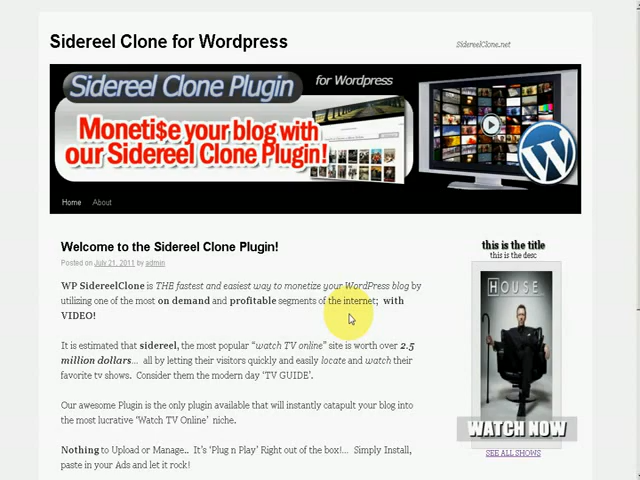 Sidereel Clone for Wordpress
SidereelClone.net
Sidereel Clone Plugin
for Wordpress
Moneti$e your blog with
our Sidereel Clone Plugin!
Home
About
Welcome to the Sidereel Clone Plugin!
Posted on July 21, 2011 by admin
WP SidereelClone is THE fastest and easiest way to monetize your WordPress blog by
utilizing one of the most on demand and profitable segments of the internet; with
VIDEO!
It is estimated that sidereel, the most popular “watch TV online” site is worth over 2.5
million dollars… all by letting their visitors quickly and easily locate and watch their
favorite tv shows. Consider them the modern day ‘TV GUIDE’.
Our awesome Plugin is the only plugin available that will instantly catapult your blog into
the most lucrative ‘Watch TV Online’ niche.
Nothing to Upload or Manage.. It’s ‘Plug n Play’ Right out of the box!… Simply Install,
paste in your Ads and let it rock!
this is the title
this is the desc
HOUSE
WATCH NOW
SEE ALL SHOWS